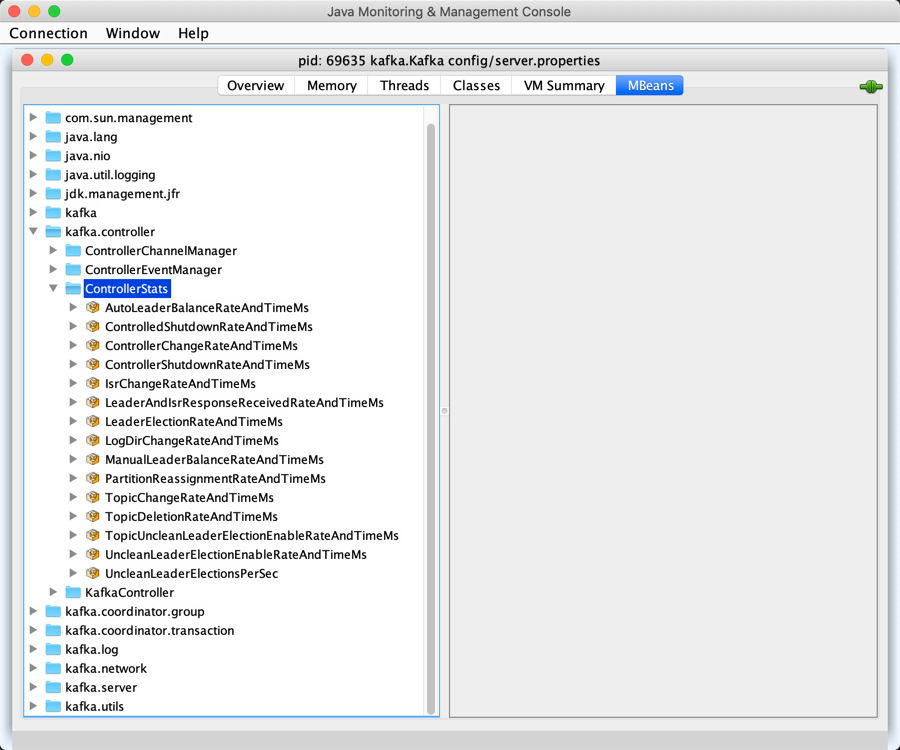 Java Monitoring & Management Console
Connection Window Help
pid: 69635 kafka.Kafka config/server.properties
Overview Memory Threads Classes VM Summary MBeans
com.sun.management
java.lang
java.nio
java.util.logging
jdk.management.jfr
kafka
kafka.controller
ControllerChannelManager
ControllerEventManager
ControllerStats
AutoLeaderBalanceRateAndTimeMs
ControlledShutdownRateAndTimeMs
ControllerChangeRateAndTimeMs
ControllerShutdownRateAndTimeMs
IsrChangeRateAndTimeMs
LeaderAndIsrResponseReceivedRateAndTimeMs
LeaderElectionRateAndTimeMs
LogDirChangeRateAndTimeMs
ManualLeaderBalanceRateAndTimeMs
PartitionReassignmentRateAndTimeMs
TopicChangeRateAndTimeMs
TopicDeletionRateAndTimeMs
TopicUncleanLeaderElectionEnableRateAndTimeMs
UncleanLeaderElectionEnableRateAndTimeMs
UncleanLeaderElectionsPerSec
KafkaController
kafka.coordinator.group
kafka.coordinator.transaction
kafka.log
kafka.network
kafka.server
kafka.utils